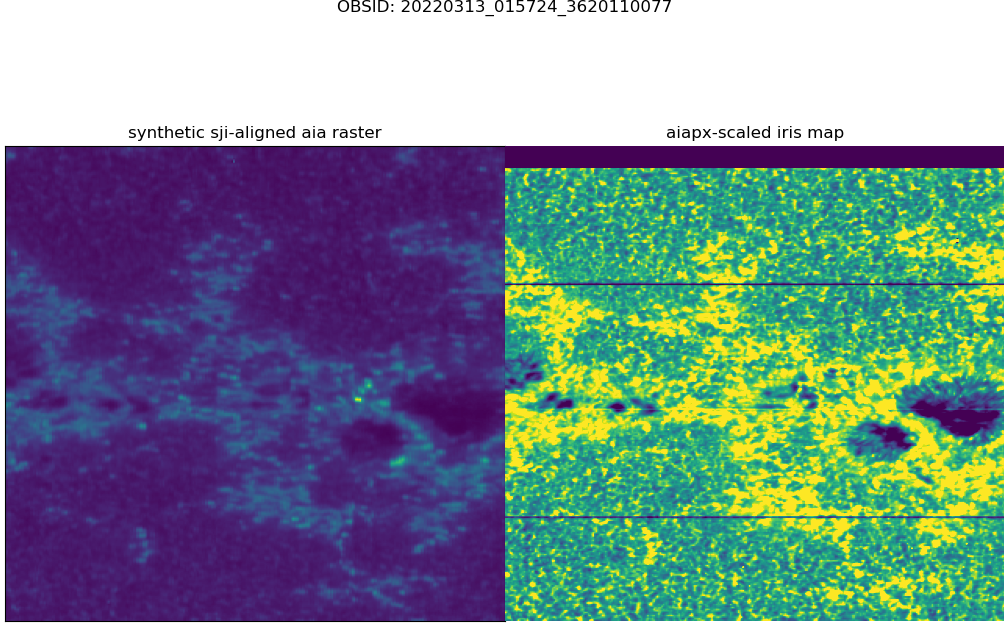 OBSID: 20220313_015724_3620110077
synthetic sji-aligned aia raster
aiapx-scaled iris map